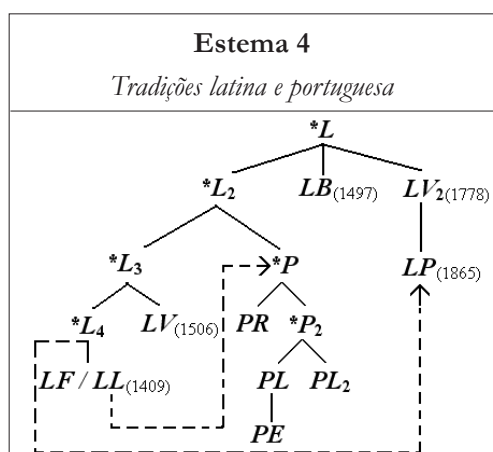 Estema 4
Tradições latina e portuguesa
*L
*L2 LB(1497) LV2(1778)
*L3 *P LP(1865)
*L4 LV(1506) PR *P2
LF / LL(1409) PL PL2
PE